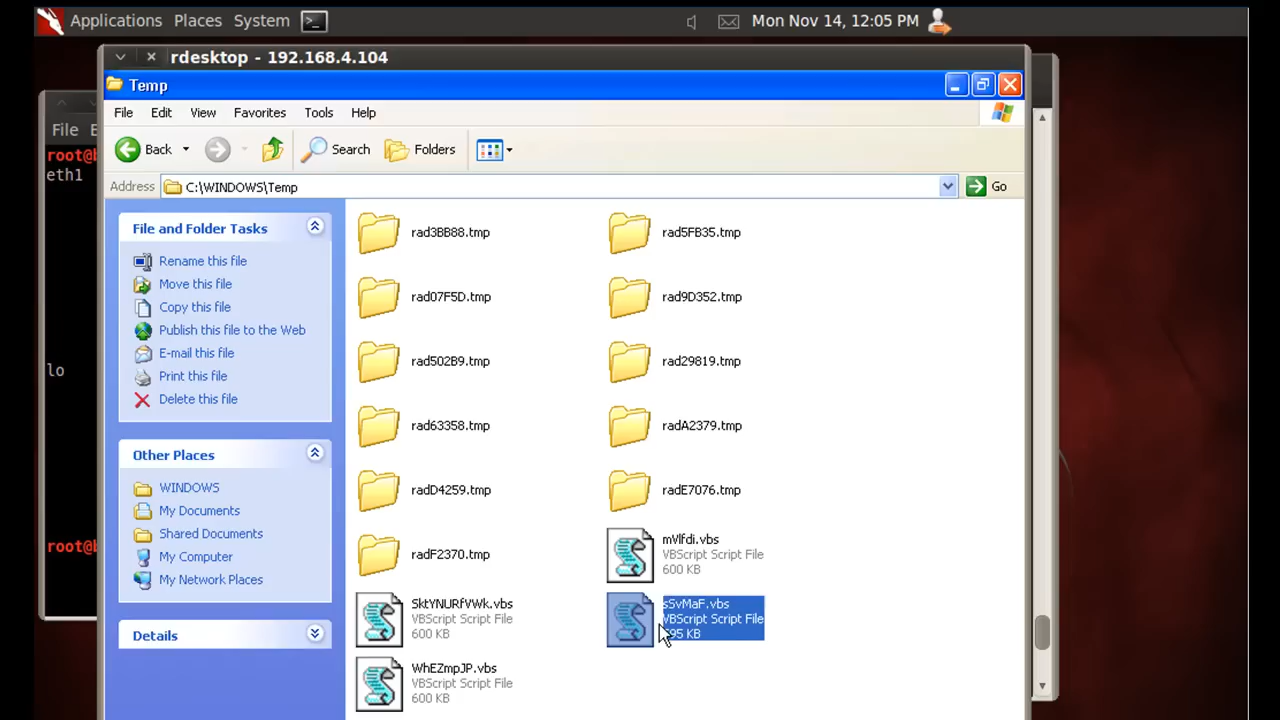 Applications Places System
Mon Nov 14, 12:05 PM
rdesktop - 192.168.4.104
Temp
File Edit View Favorites Tools Help
Back
Search
Folders
Address
C:\WINDOWS\Temp
Go
File
root@
eth1
lo
root@
File and Folder Tasks
Rename this file
Move this file
Copy this file
Publish this file to the Web
E-mail this file
Print this file
Delete this file
Other Places
WINDOWS
My Documents
Shared Documents
My Computer
My Network Places
Details
rad3BB88.tmp
rad5FB35.tmp
rad07F5D.tmp
rad9D352.tmp
rad502B9.tmp
rad29819.tmp
rad63358.tmp
radA2379.tmp
radD4259.tmp
radE7076.tmp
radF2370.tmp
mVlfdi.vbs
VBScript Script File
600 KB
SktYNURfVWk.vbs
VBScript Script File
600 KB
sSvMaF.vbs
VBScript Script File
WhEZmpJP.vbs
VBScript Script File
600 KB